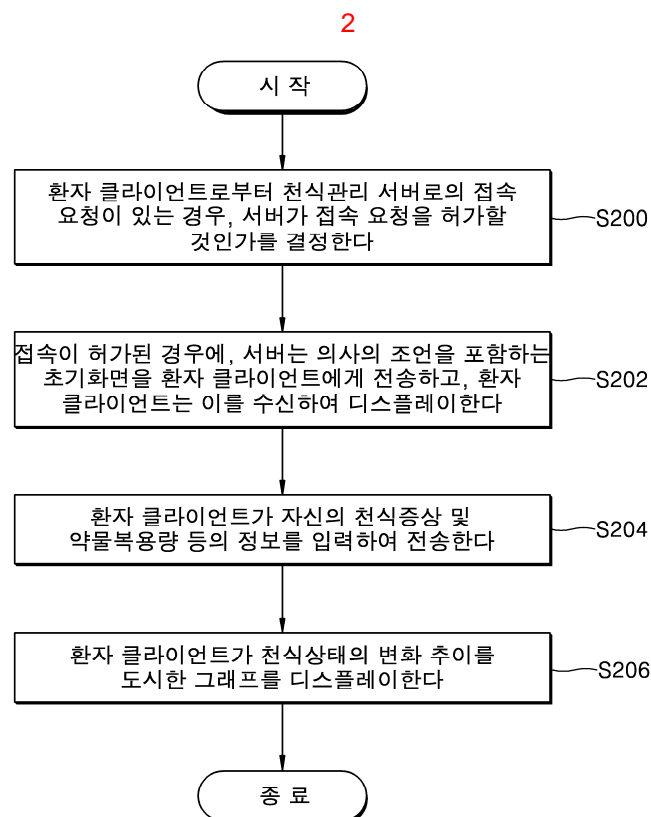 2
시 작
환자 클라이언트로부터 천식관리 서버로의 접속
요청이 있는 경우, 서버가 접속 요청을 허가할
것인가를 결정한다
S200
접속이 허가된 경우에, 서버는 의사의 조언을 포함하는
초기화면을 환자 클라이언트에게 전송하고, 환자
클라이언트는 이를 수신하여 디스플레이한다
S202
환자 클라이언트가 자신의 천식증상 및
약물복용량 등의 정보를 입력하여 전송한다
S204
환자 클라이언트가 천식상태의 변화 추이를
도시한 그래프를 디스플레이한다
S206
종 료